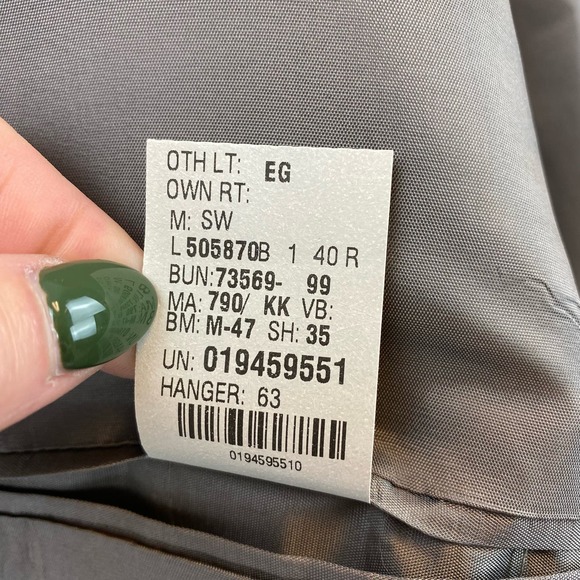 OTH LT: EG
OWN RT:
M: SW
L 505870B 1 40 R
BUN:73569- 99
MA: 790/ KK VB:
BM: M-47 SH: 35
UN: 019459551
HANGER: 63
0194595510